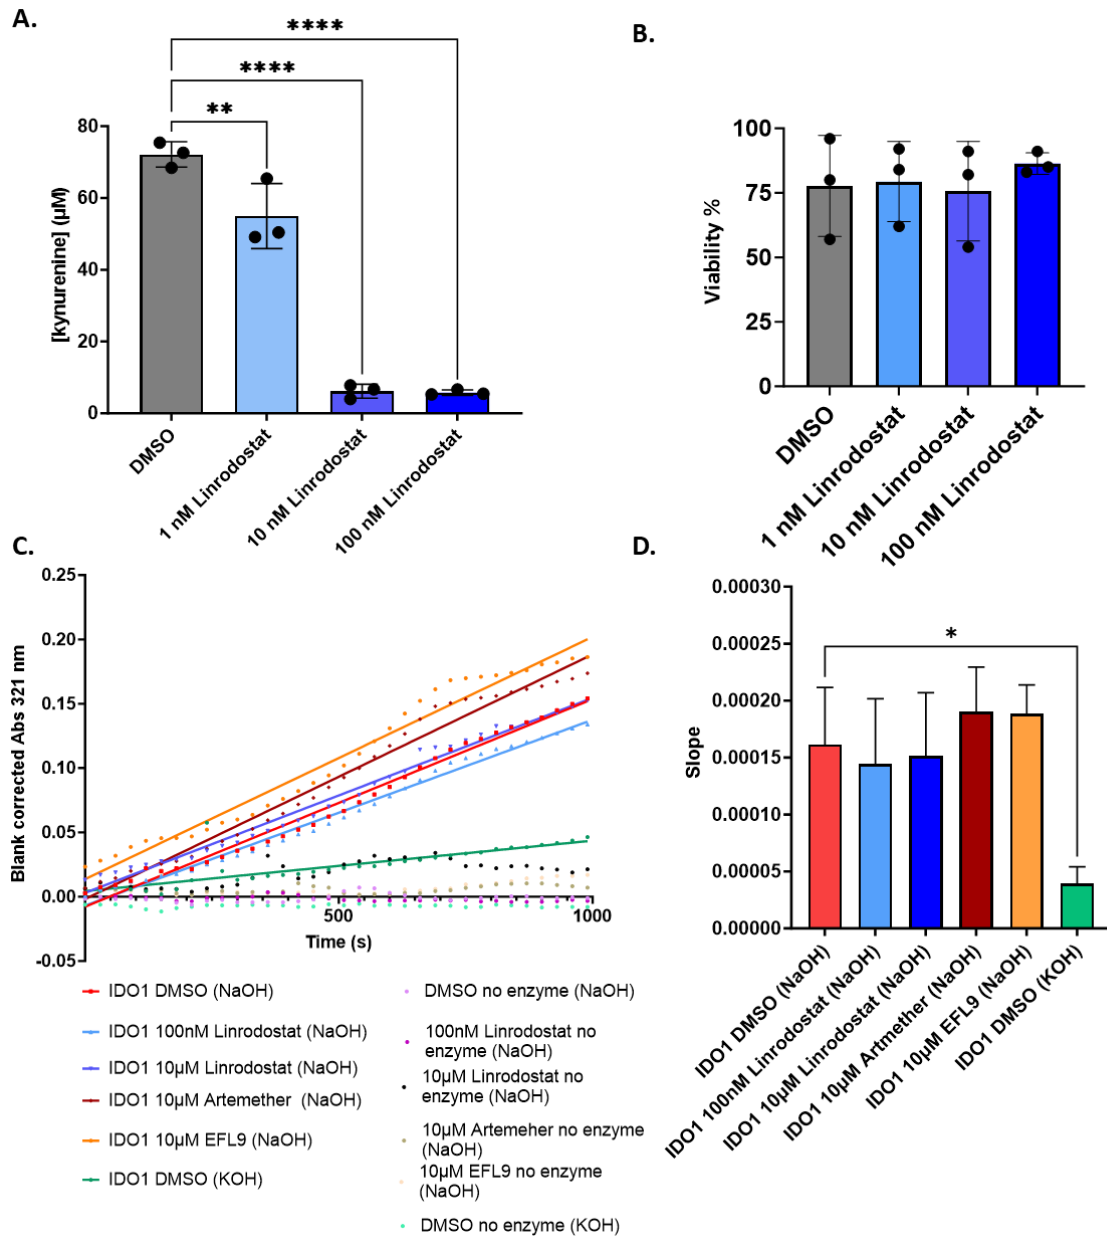 A.
****
****
**
80
60
40
20
0
[kynurenine] (µM)
DMSO
1 nM Linrodostat
10 nM Linrodostat
100 nM Linrodostat
B.
100
75
50
25
0
Viability %
DMSO
1 nM Linrodostat
10 nM Linrodostat
100 nM Linrodostat
C.
0.25
0.20
0.15
0.10
0.05
0.00
-0.05
Blank corrected Abs 321 nm
500
1000
Time (s)
IDO1 DMSO (NaOH)
IDO1 100nM Linrodostat (NaOH)
IDO1 10µM Linrodostat (NaOH)
IDO1 10µM Artemether (NaOH)
IDO1 10µM EFL9 (NaOH)
IDO1 DMSO (KOH)
DMSO no enzyme (NaOH)
100nM Linrodostat no
enzyme (NaOH)
10µM Linrodostat no
enzyme (NaOH)
10µM Artemeher no enzyme
(NaOH)
10µM EFL9 no enzyme
(NaOH)
DMSO no enzyme (KOH)
D.
0.00030
0.00025
0.00020
0.00015
0.00010
0.00005
0.00000
Slope
*
IDO1 DMSO (NaOH)
IDO1 100nM Linrodostat (NaOH)
IDO1 10µM Linrodostat (NaOH)
IDO1 10µM Artmether (NaOH)
IDO1 10µM EFL9 (NaOH)
IDO1 DMSO (KOH)